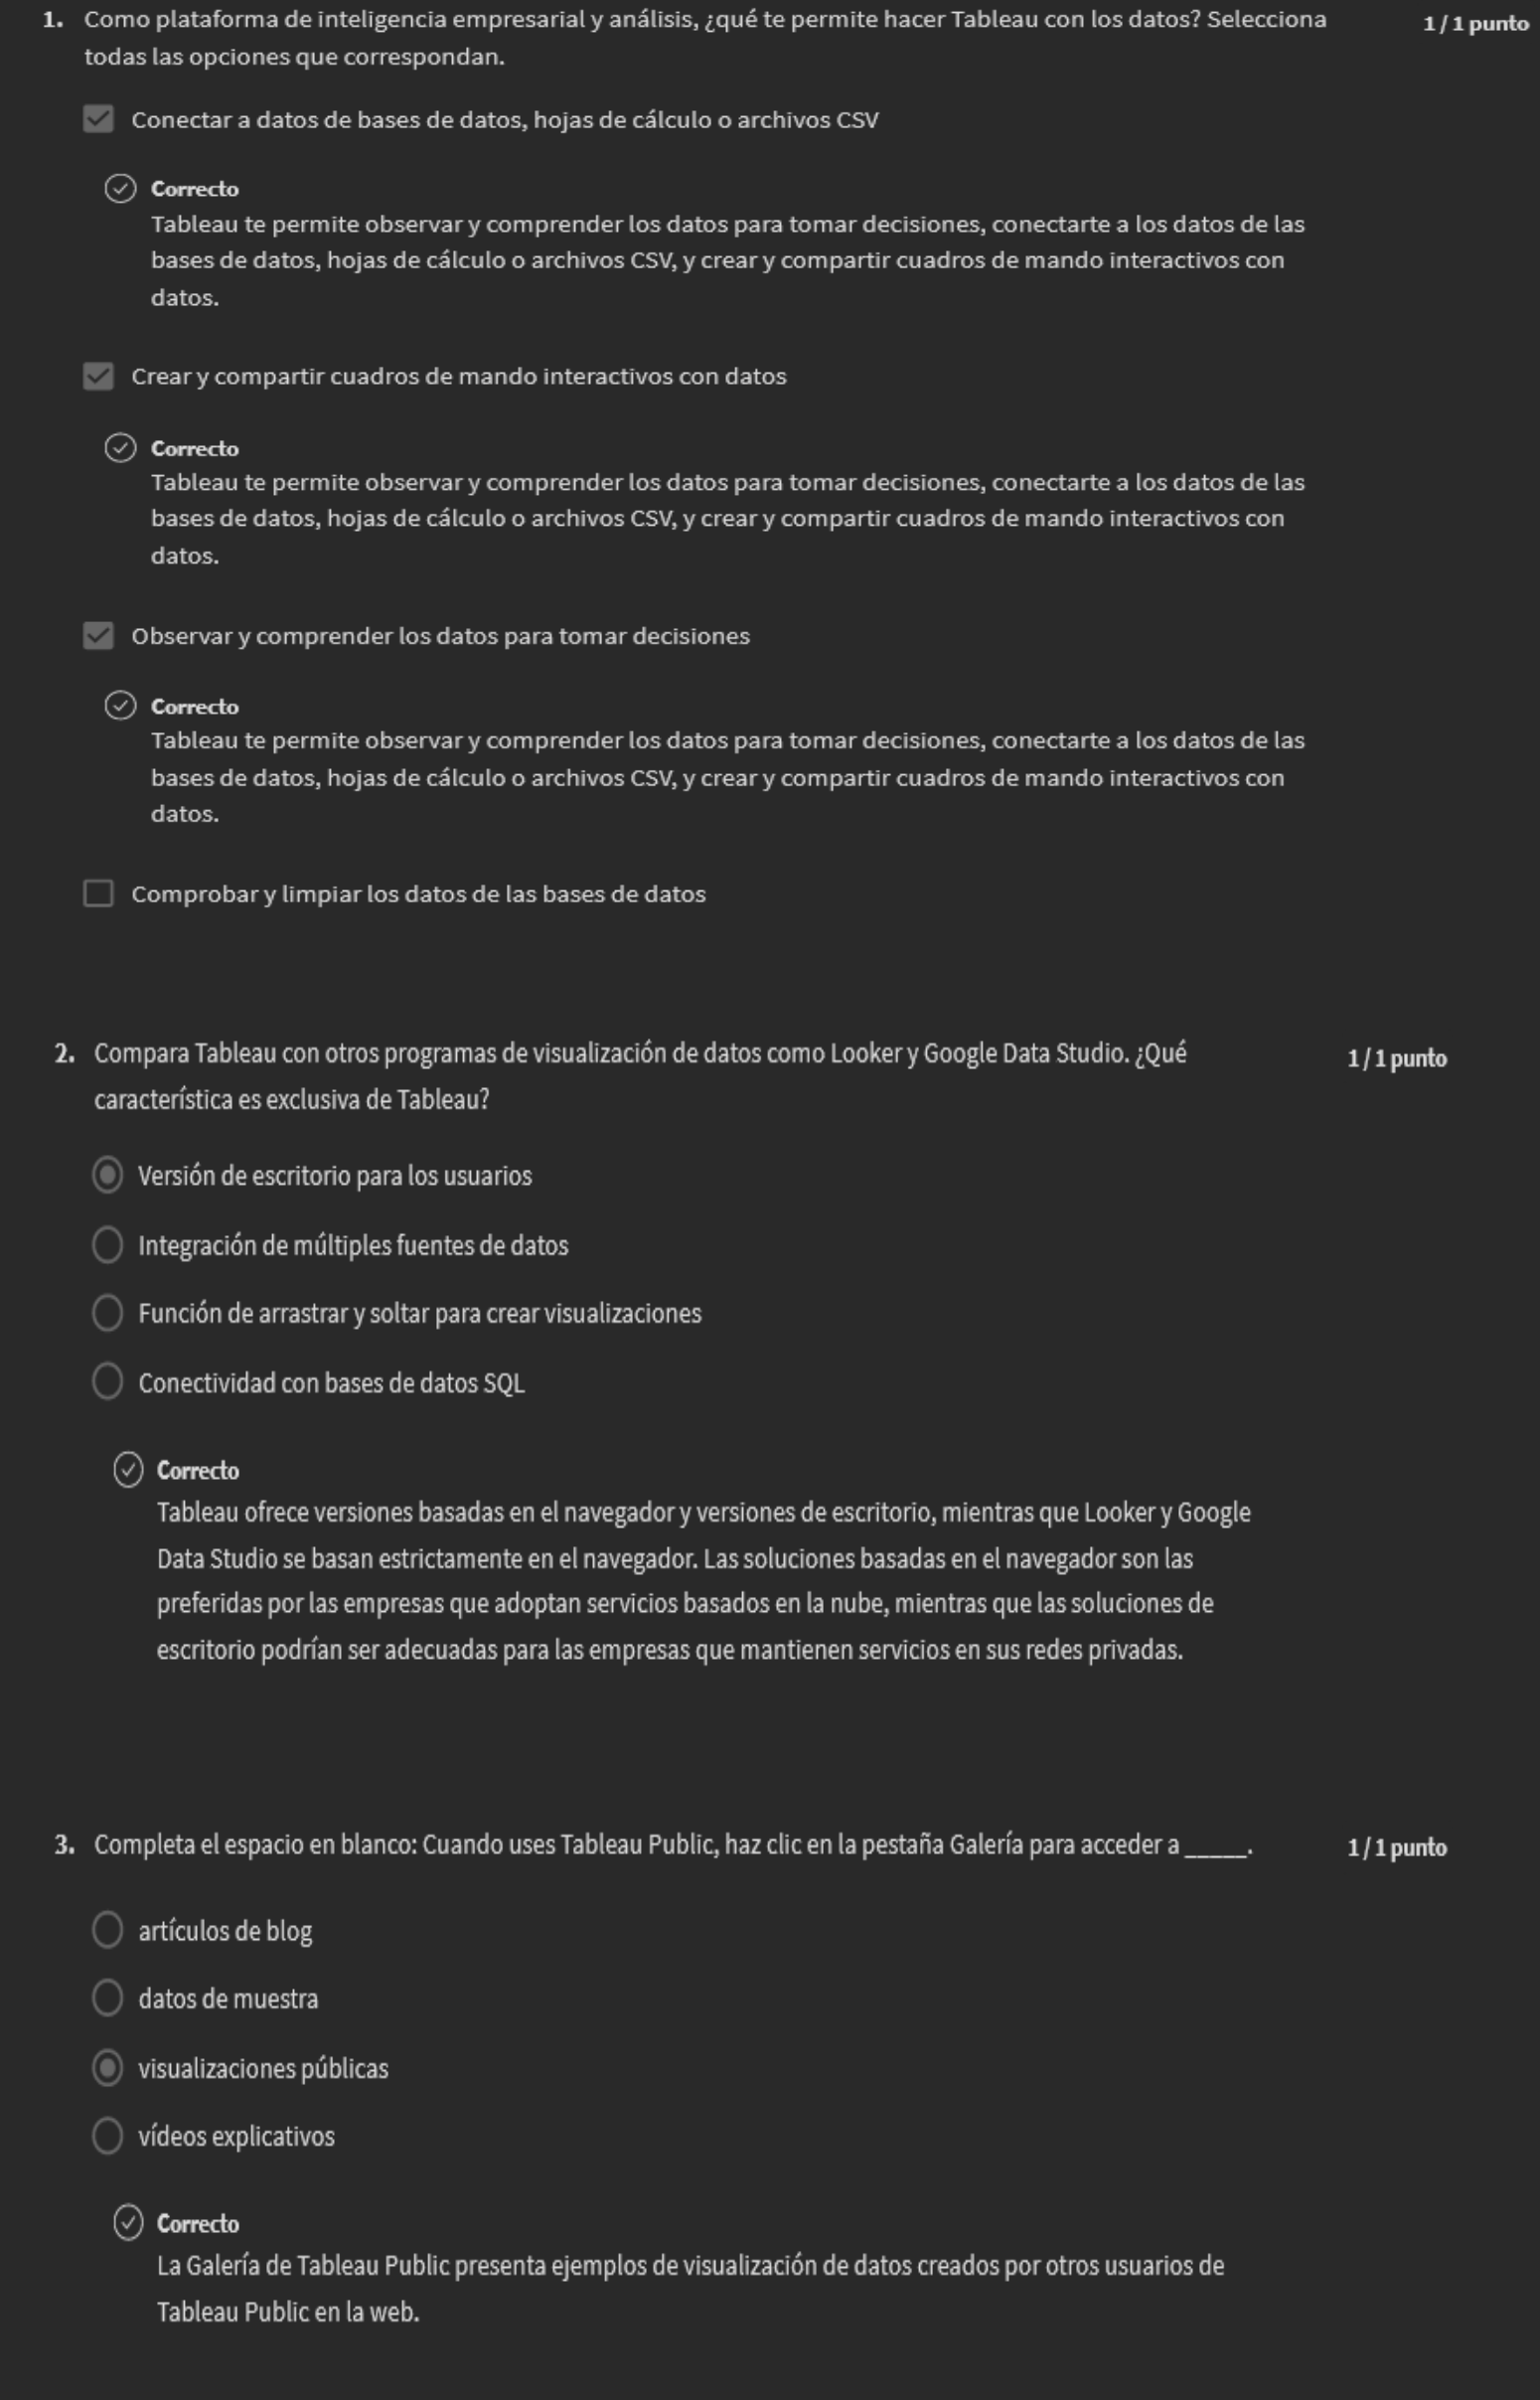 1. Como plataforma de inteligencia empresarial y análisis, ¿qué te permite hacer Tableau con los datos? Selecciona 1 / 1 punto
todas las opciones que correspondan.
Conectar a datos de bases de datos, hojas de cálculo o archivos CSV
Correcto
Tableau te permite observar y comprender los datos para tomar decisiones, conectarte a los datos de las
bases de datos, hojas de cálculo o archivos CSV, y crear y compartir cuadros de mando interactivos con
datos.
Crear y compartir cuadros de mando interactivos con datos
Correcto
Tableau te permite observar y comprender los datos para tomar decisiones, conectarte a los datos de las
bases de datos, hojas de cálculo o archivos CSV, y crear y compartir cuadros de mando interactivos con
datos.
Observar y comprender los datos para tomar decisiones
Correcto
Tableau te permite observar y comprender los datos para tomar decisiones, conectarte a los datos de las
bases de datos, hojas de cálculo o archivos CSV, y crear y compartir cuadros de mando interactivos con
datos.
Comprobar y limpiar los datos de las bases de datos
2. Compara Tableau con otros programas de visualización de datos como Looker y Google Data Studio. ¿Qué 1 / 1 punto
característica es exclusiva de Tableau?
Versión de escritorio para los usuarios
Integración de múltiples fuentes de datos
Función de arrastrar y soltar para crear visualizaciones
Conectividad con bases de datos SQL
Correcto
Tableau ofrece versiones basadas en el navegador y versiones de escritorio, mientras que Looker y Google
Data Studio se basan estrictamente en el navegador. Las soluciones basadas en el navegador son las
preferidas por las empresas que adoptan servicios basados en la nube, mientras que las soluciones de
escritorio podrían ser adecuadas para las empresas que mantienen servicios en sus redes privadas.
3. Completa el espacio en blanco: Cuando uses Tableau Public, haz clic en la pestaña Galería para acceder a _____. 1 / 1 punto
artículos de blog
datos de muestra
visualizaciones públicas
vídeos explicativos
Correcto
La Galería de Tableau Public presenta ejemplos de visualización de datos creados por otros usuarios de
Tableau Public en la web.